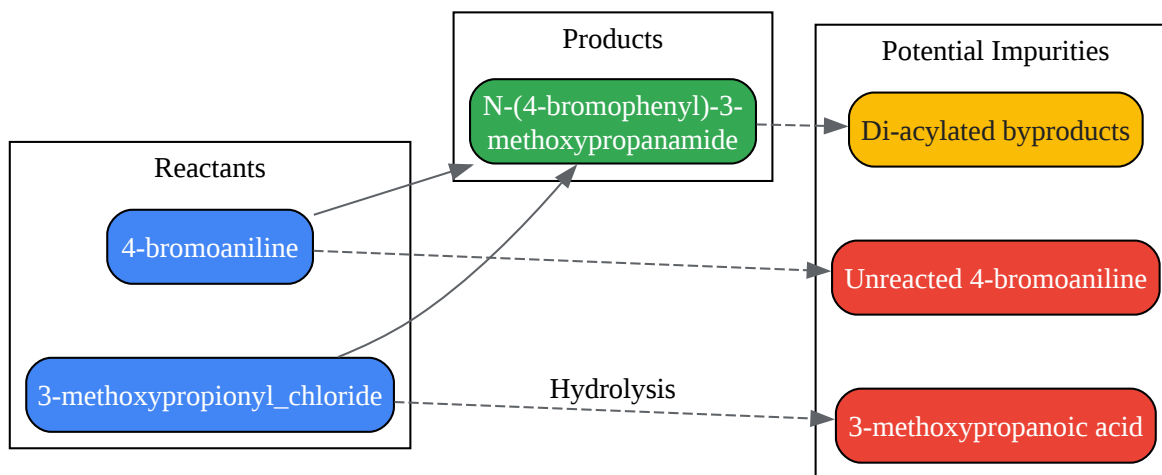 Reactants
4-bromoaniline
3-methoxypropionyl_chloride
Products
N-(4-bromophenyl)-3-
methoxypropanamide
Hydrolysis
Potential Impurities
Di-acylated byproducts
Unreacted 4-bromoaniline
3-methoxypropanoic acid